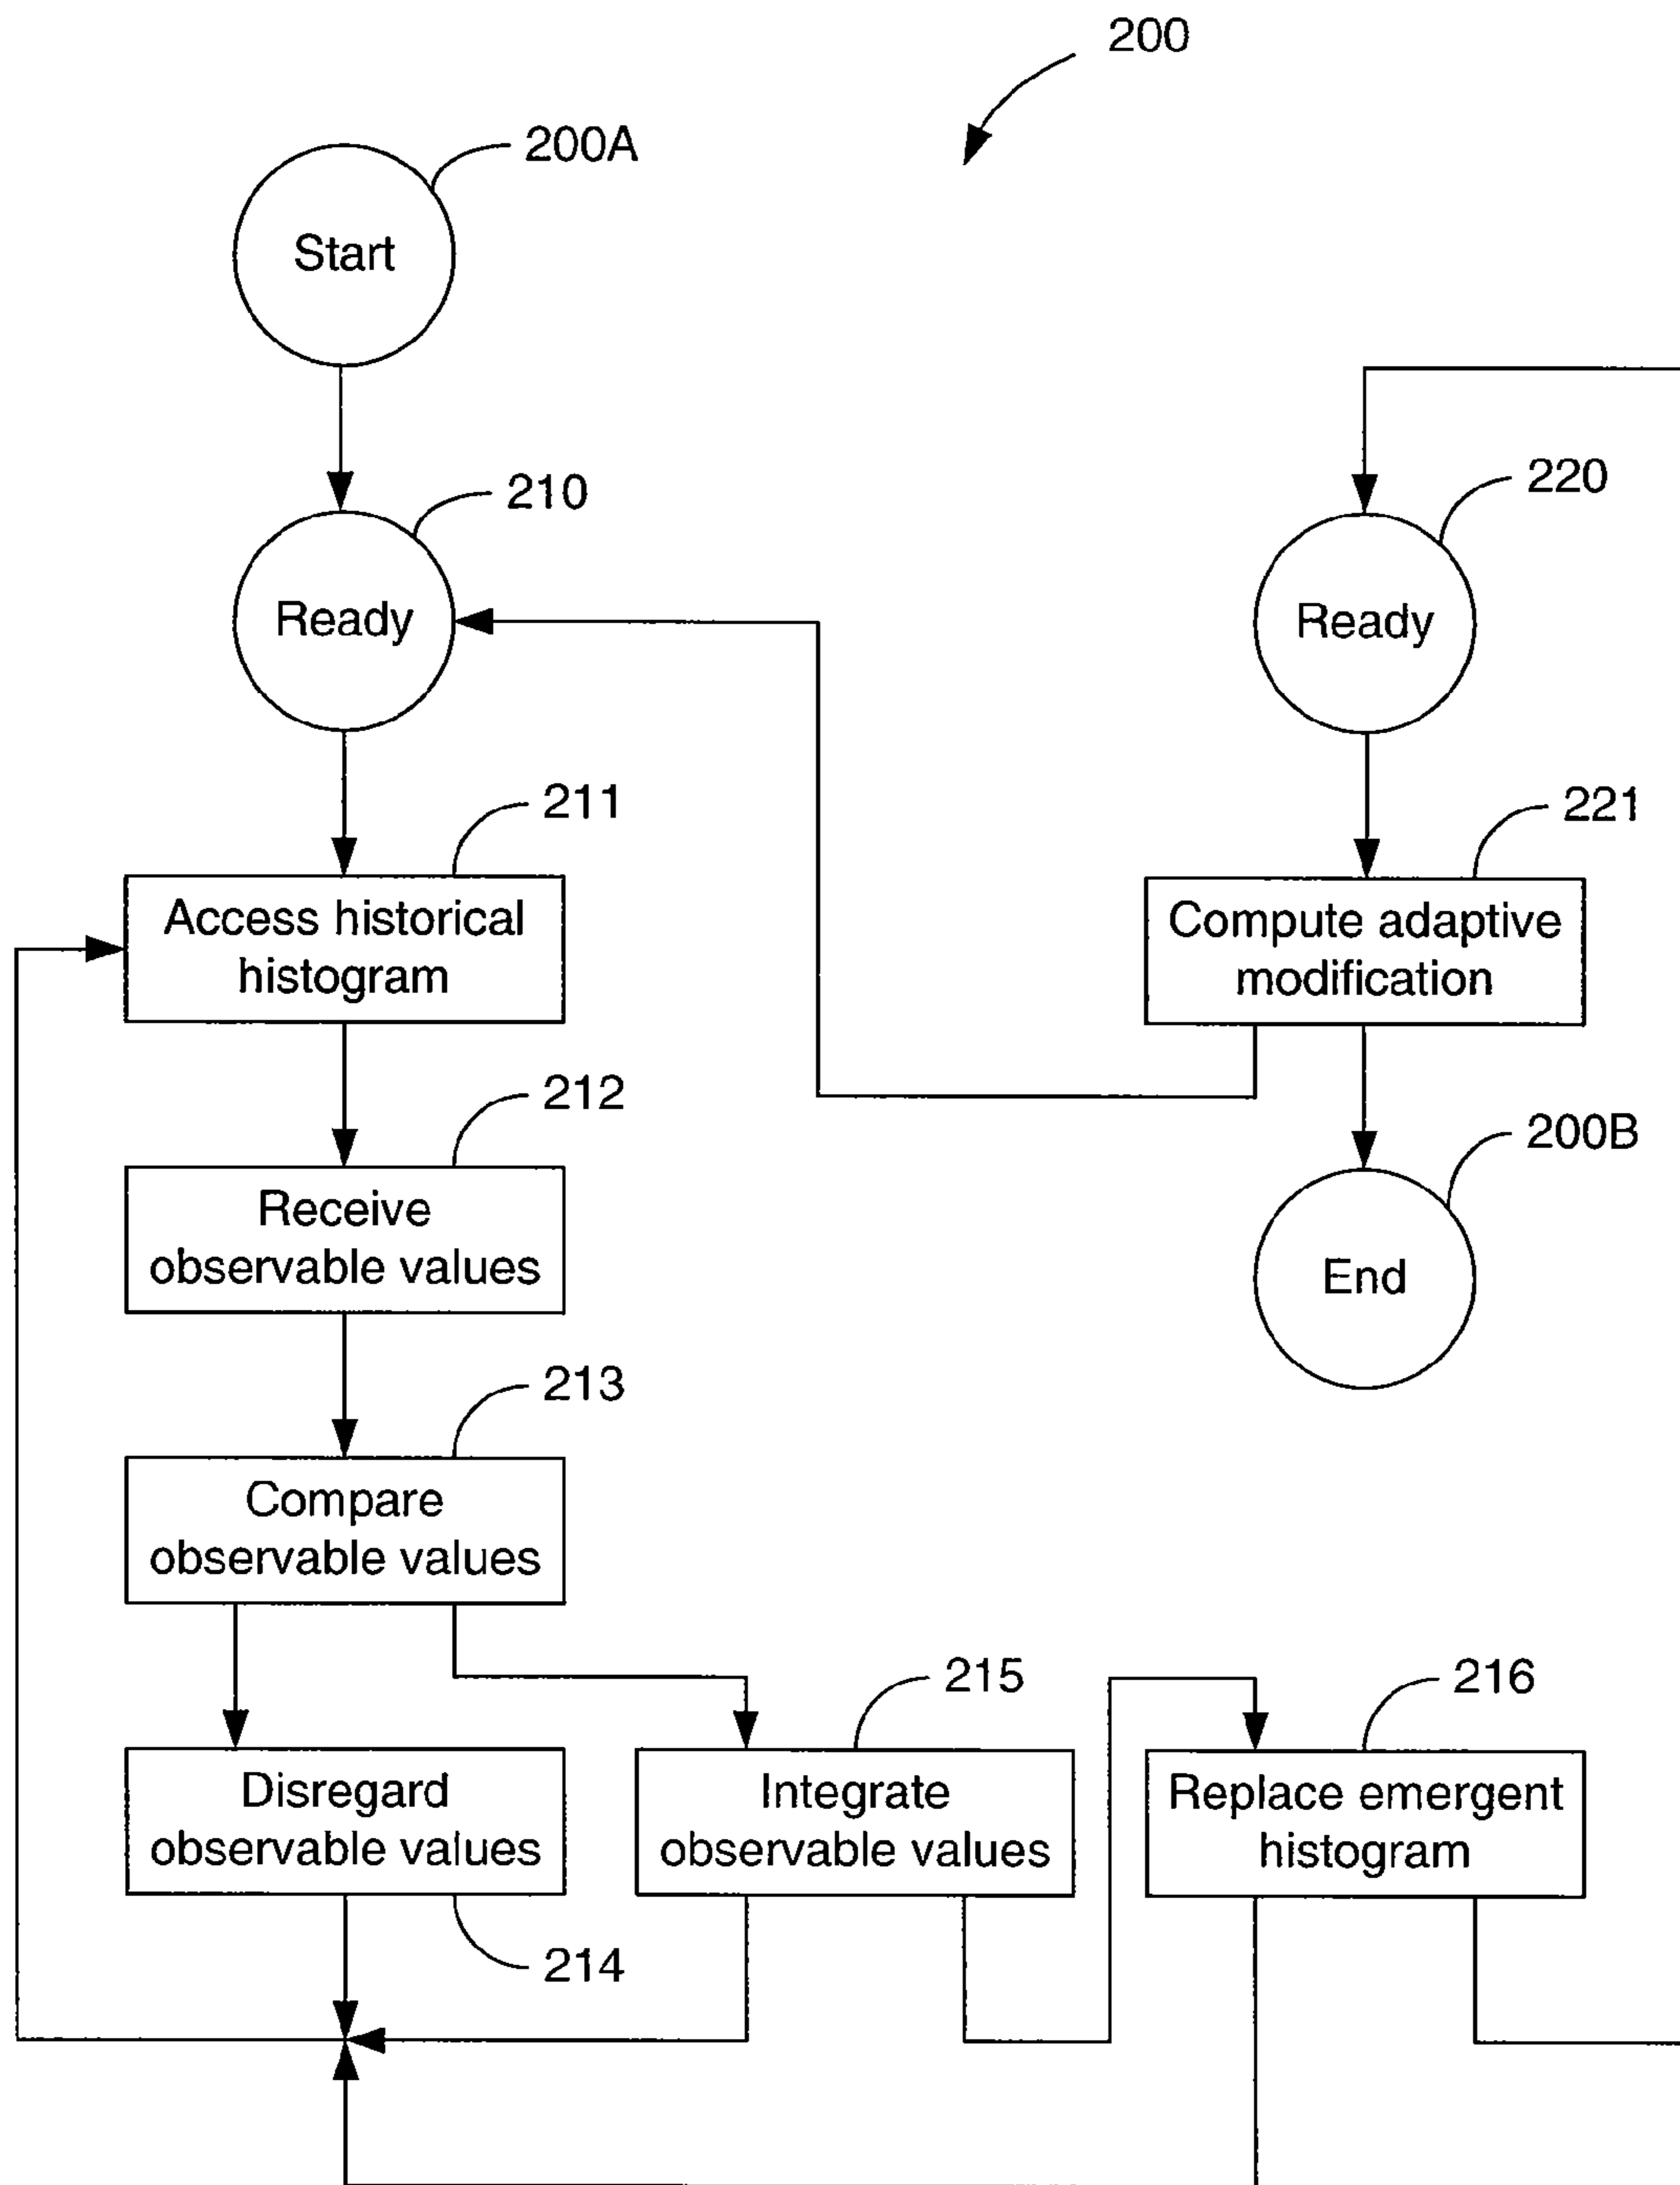 200
200A
Start
210
Ready
220
Ready
211
Access historical
histogram
221
Compute adaptive
modification
212
Receive
observable values
200B
End
213
Compare
observable values
215
216
Disregard
observable values
Integrate
observable values
Replace emergent
histogram
214